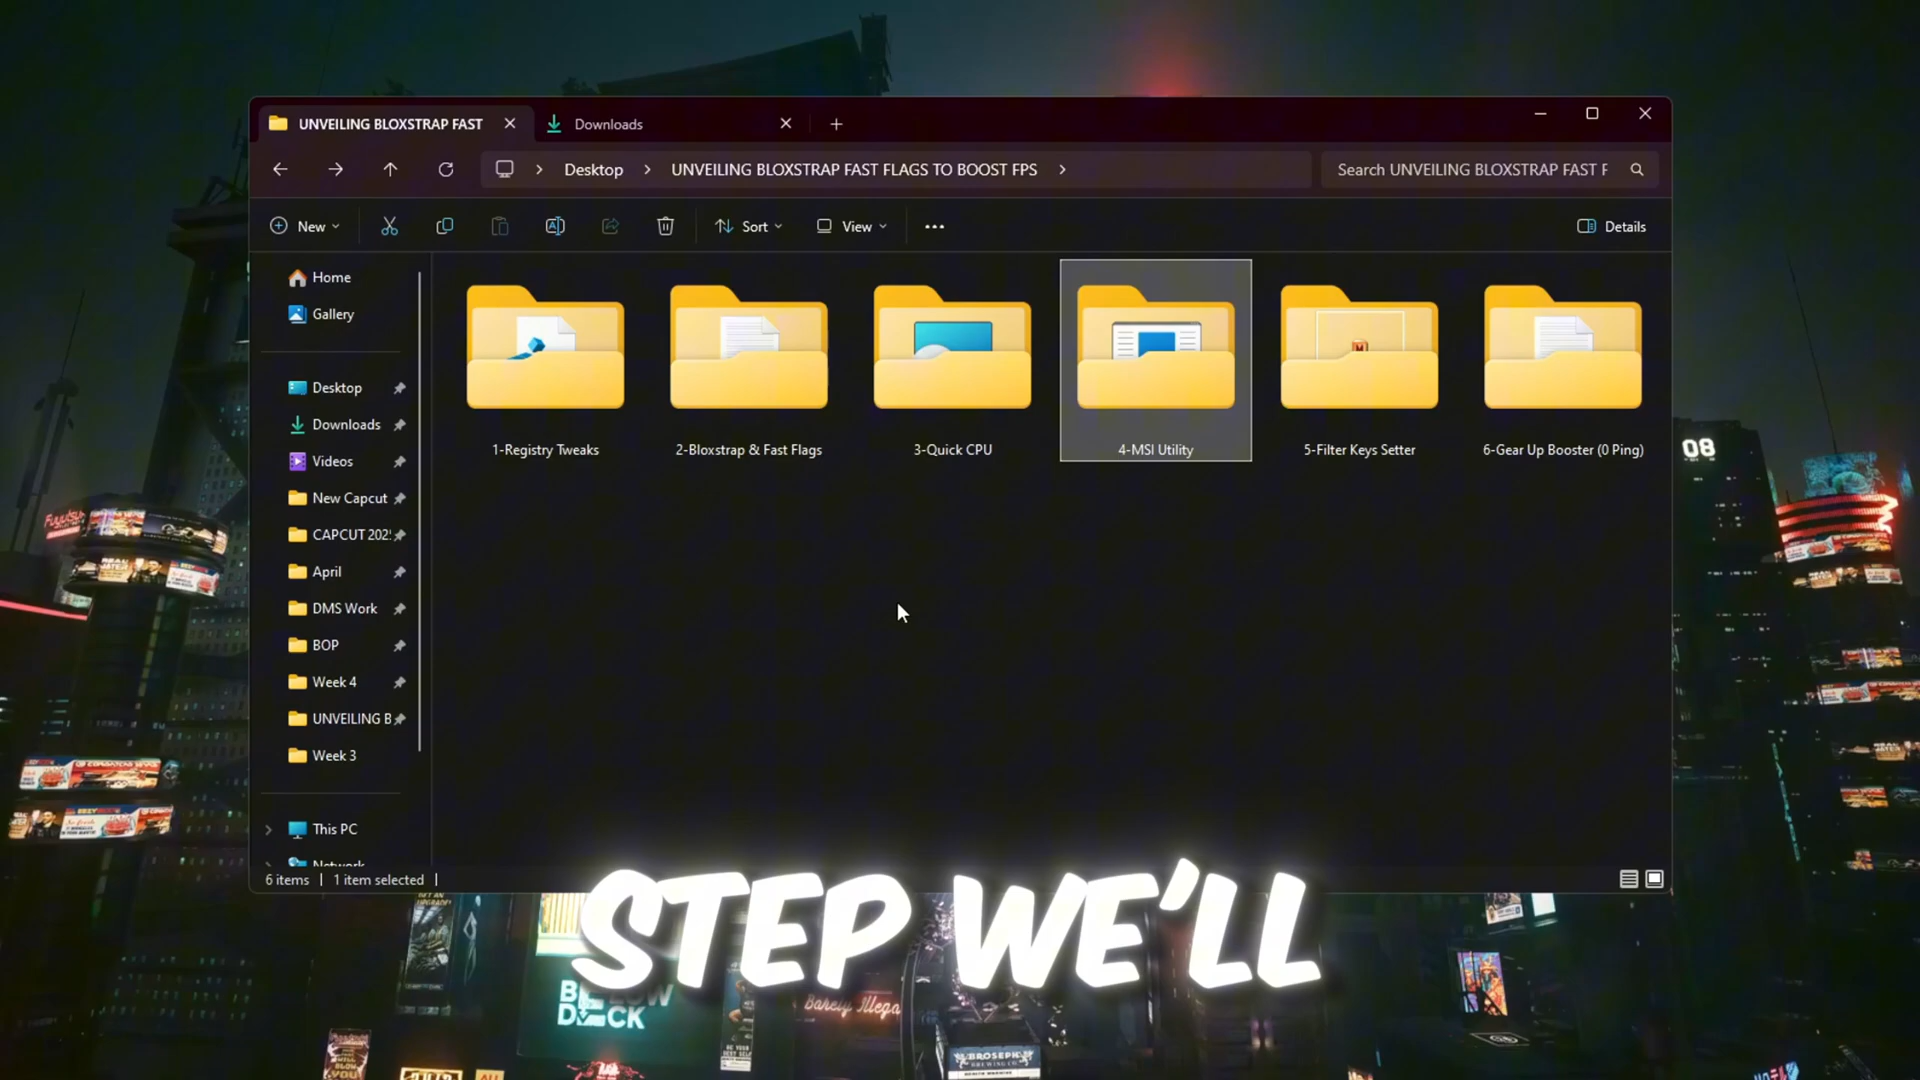 UNVEILING BLOXSTRAP FAST
Downloads
Desktop
UNVEILING BLOXSTRAP FAST FLAGS TO BOOST FPS
Search UNVEILING BLOXSTRAP FAST F
New
Sort
View
Details
Home
Gallery
Desktop
Downloads
Videos
New Capcut
CAPCUT 202
April
DMS Work
BOP
Week 4
UNVEILING B
Week 3
This PC
Network
1-Registry Tweaks
2-Bloxstrap & Fast Flags
3-Quick CPU
4-MSI Utility
5-Filter Keys Setter
6-Gear Up Booster (0 Ping)
6 items
1 item selected
08
STEP WE'LL
BROSEPH